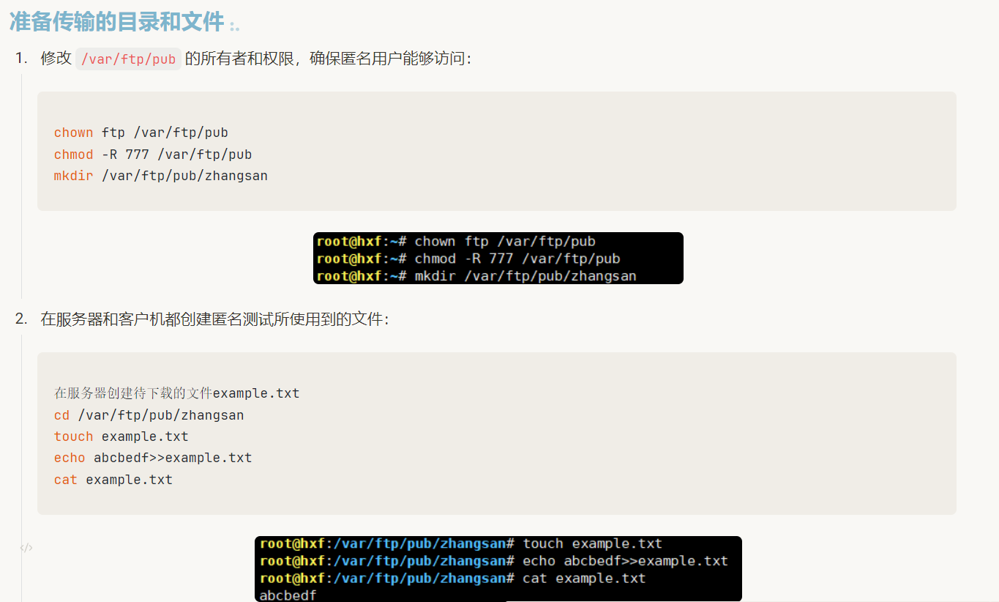 准备传输的目录和文件 :.
1. 修改 /var/ftp/pub 的所有者和权限，确保匿名用户能够访问：
chown ftp /var/ftp/pub
chmod -R 777 /var/ftp/pub
mkdir /var/ftp/pub/zhangsan
root@hxf:~# chown ftp /var/ftp/pub
root@hxf:~# chmod -R 777 /var/ftp/pub
root@hxf:~# mkdir /var/ftp/pub/zhangsan
2. 在服务器和客户机都创建匿名测试所使用到的文件：
在服务器创建待下载的文件example.txt
cd /var/ftp/pub/zhangsan
touch example.txt
echo abcbedf>>example.txt
cat example.txt
</>
root@hxf:/var/ftp/pub/zhangsan# touch example.txt
root@hxf:/var/ftp/pub/zhangsan# echo abcbedf>>example.txt
root@hxf:/var/ftp/pub/zhangsan# cat example.txt
abcbedf